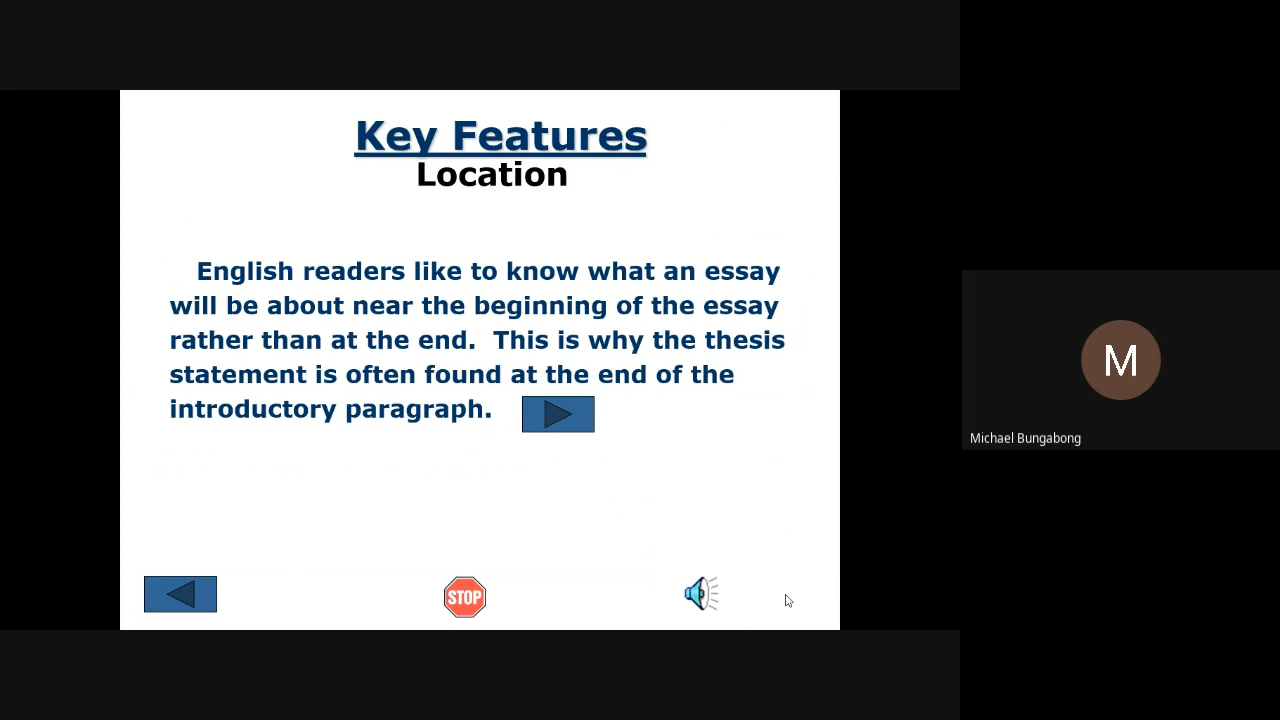 Key Features
Location
English readers like to know what an essay
will be about near the beginning of the essay
rather than at the end.  This is why the thesis
statement is often found at the end of the
introductory paragraph.
STOP
M
Michael Bungabong